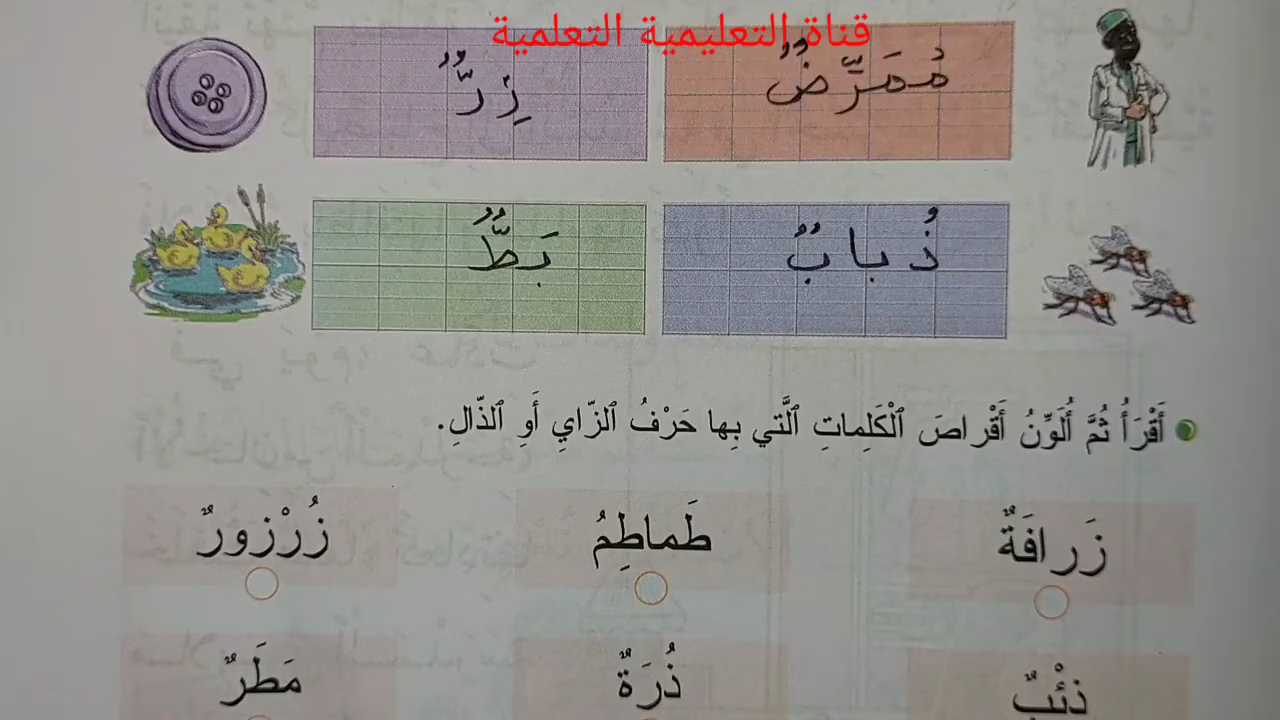 قناة التعليمية التعلمية
مُمَرِّضٌ زِرٌّ
ذُبابٌ بَطٌّ
أَقْرَأُ ثُمَّ أُلَوِّنُ أَقْراصَ ٱلْكَلِماتِ ٱلَّتي بِها حَرْفُ ٱلزّايِ أَوِ ٱلذّالِ.
زَرافَةٌ طَماطِمُ زُرْزورٌ
ذِئْبٌ ذُرَةٌ مَطَرٌ